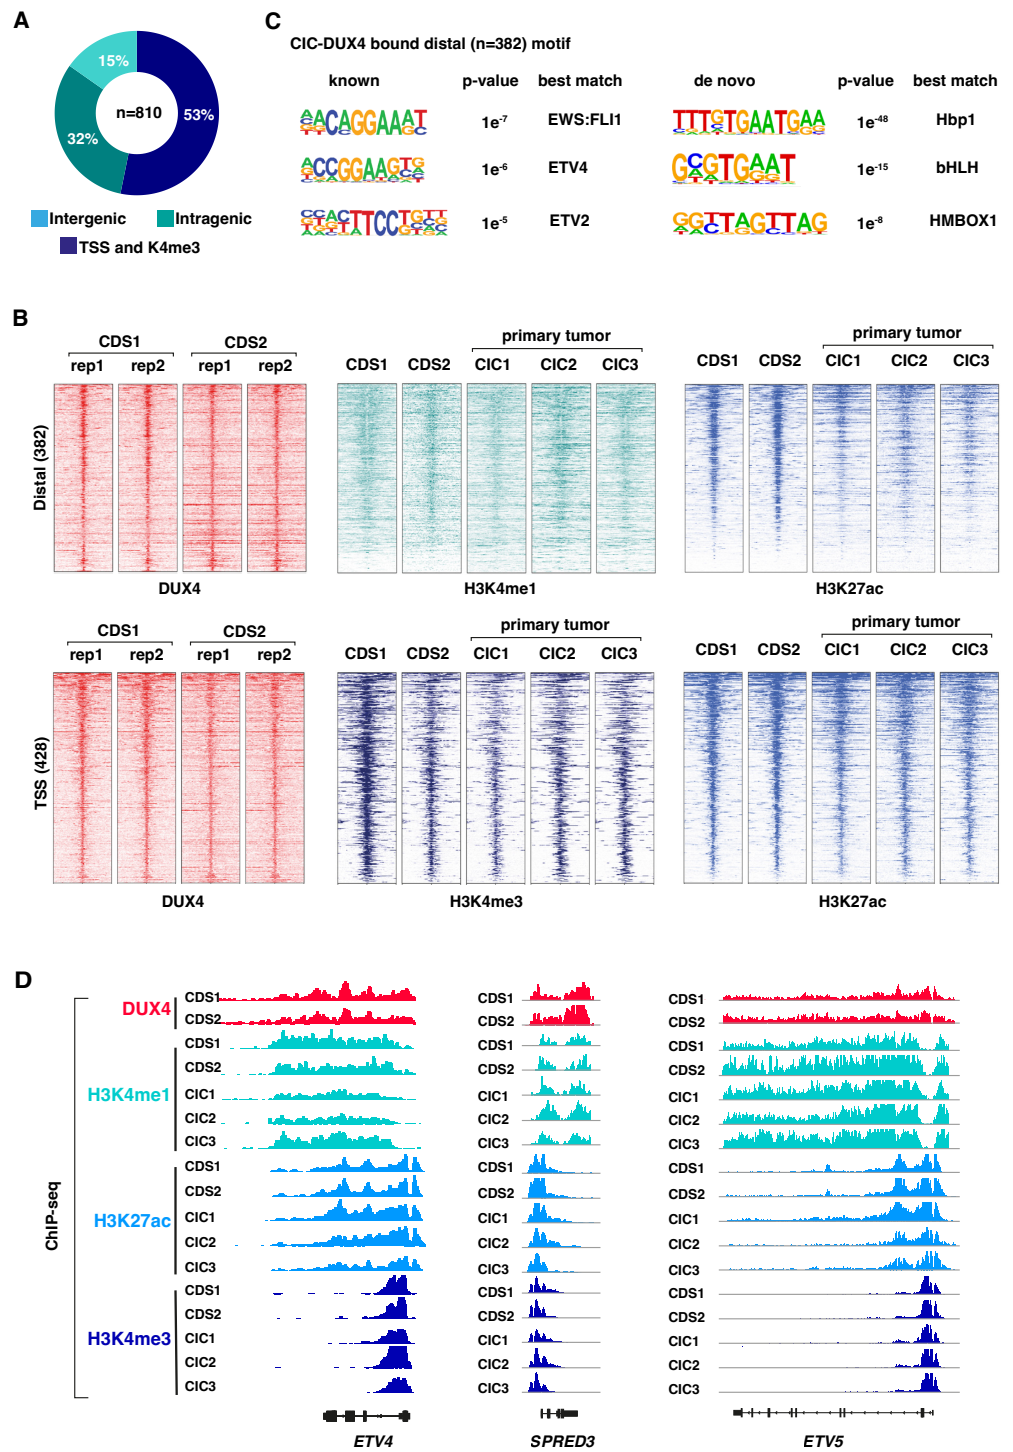 A
15%
n=810
53%
32%
Intergenic
Intragenic
TSS and K4me3
C
CIC-DUX4 bound distal (n=382) motif
known p-value best match de novo p-value best match
1e-7 EWS:FLI1 1e-48 Hbp1
1e-6 ETV4 1e-15 bHLH
1e-5 ETV2 1e-8 HMBOX1
B
CDS1 CDS2
rep1 rep2 rep1 rep2
primary tumor
CDS1 CDS2 CIC1 CIC2 CIC3
primary tumor
CDS1 CDS2 CIC1 CIC2 CIC3
Distal (382)
DUX4 H3K4me1 H3K27ac
CDS1 CDS2
rep1 rep2 rep1 rep2
primary tumor
CDS1 CDS2 CIC1 CIC2 CIC3
primary tumor
CDS1 CDS2 CIC1 CIC2 CIC3
TSS (428)
DUX4 H3K4me3 H3K27ac
D
ChIP-seq
DUX4
CDS1 CDS1 CDS1
CDS2 CDS2 CDS2
H3K4me1
CDS1 CDS1 CDS1
CDS2 CDS2 CDS2
CIC1 CIC1 CIC1
CIC2 CIC2 CIC2
CIC3 CIC3 CIC3
H3K27ac
CDS1 CDS1 CDS1
CDS2 CDS2 CDS2
CIC1 CIC1 CIC1
CIC2 CIC2 CIC2
CIC3 CIC3 CIC3
H3K4me3
CDS1 CDS1 CDS1
CDS2 CDS2 CDS2
CIC1 CIC1 CIC1
CIC2 CIC2 CIC2
CIC3 CIC3 CIC3
ETV4 SPRED3 ETV5